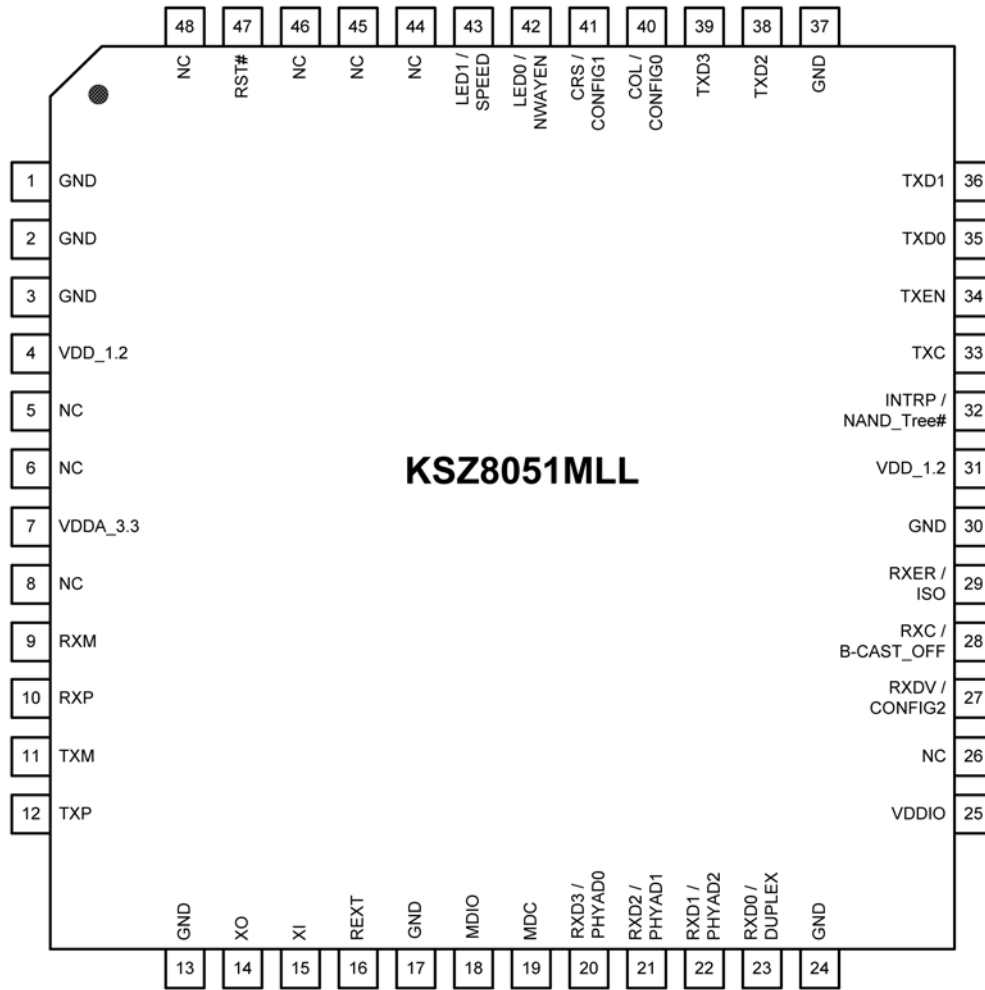 48 47 46 45 44 43 42 41 40 39 38 37
NC
RST#
NC
NC
NC
LED1 /
SPEED
LED0 /
NWAYEN
CRS /
CONFIG1
COL /
CONFIG0
TXD3
TXD2
GND
1 GND
2 GND
3 GND
4 VDD_1.2
5 NC
6 NC
7 VDDA_3.3
8 NC
9 RXM
10 RXP
11 TXM
12 TXP
KSZ8051MLL
TXD1 36
TXD0 35
TXEN 34
TXC 33
INTRP /
NAND_Tree# 32
VDD_1.2 31
GND 30
RXER /
ISO 29
RXC /
B-CAST_OFF 28
RXDV /
CONFIG2 27
NC 26
VDDIO 25
GND
XO
XI
REXT
GND
MDIO
MDC
RXD3 /
PHYAD0
RXD2 /
PHYAD1
RXD1 /
PHYAD2
RXD0 /
DUPLEX
GND
13 14 15 16 17 18 19 20 21 22 23 24